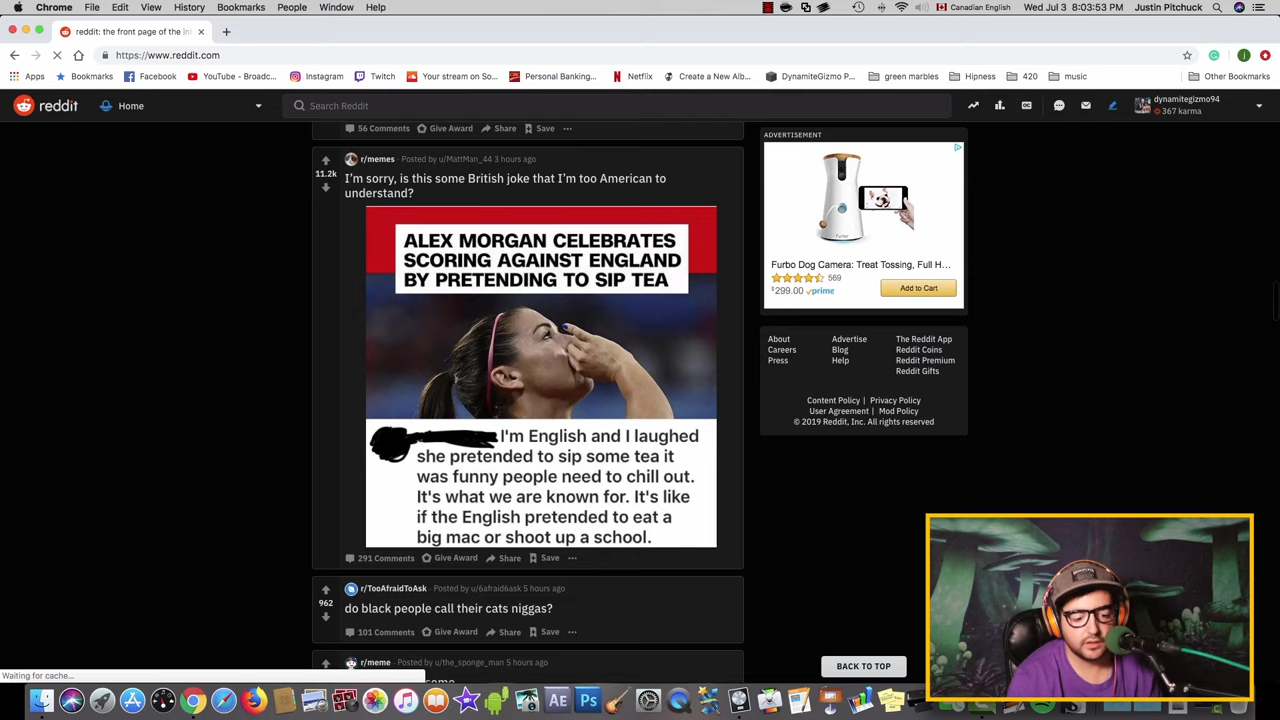 Chrome File Edit View History Bookmarks People Window Help Canadian English Wed Jul 3 8:03:53 PM Justin Pitchuck
reddit: the front page of the in
https://www.reddit.com
Apps Bookmarks Facebook YouTube - Broadc... Instagram Twitch Your stream on So... Personal Banking... Netflix Create a New Alb... DynamiteGizmo P... green marbles Hipness 420 music Other Bookmarks
reddit Home Search Reddit dynamitegizmo94
367 karma
56 Comments Give Award Share Save
ADVERTISEMENT
r/memes Posted by u/MattMan_44 3 hours ago
11.2k
I'm sorry, is this some British joke that I'm too American to
understand?
ALEX MORGAN CELEBRATES
SCORING AGAINST ENGLAND
BY PRETENDING TO SIP TEA
I'm English and I laughed
she pretended to sip some tea it
was funny people need to chill out.
It's what we are known for. It's like
if the English pretended to eat a
big mac or shoot up a school.
291 Comments Give Award Share Save
furbo
Furbo Dog Camera: Treat Tossing, Full H...
569
$299.00 prime Add to Cart
About Advertise The Reddit App
Careers Blog Reddit Coins
Press Help Reddit Premium
Reddit Gifts
Content Policy | Privacy Policy
User Agreement | Mod Policy
© 2019 Reddit, Inc. All rights reserved
r/TooAfraidToAsk Posted by u/6afraid6ask 5 hours ago
962
do black people call their cats niggas?
101 Comments Give Award Share Save
r/meme Posted by u/the_sponge_man 5 hours ago
BACK TO TOP
Waiting for cache...
AE Ps